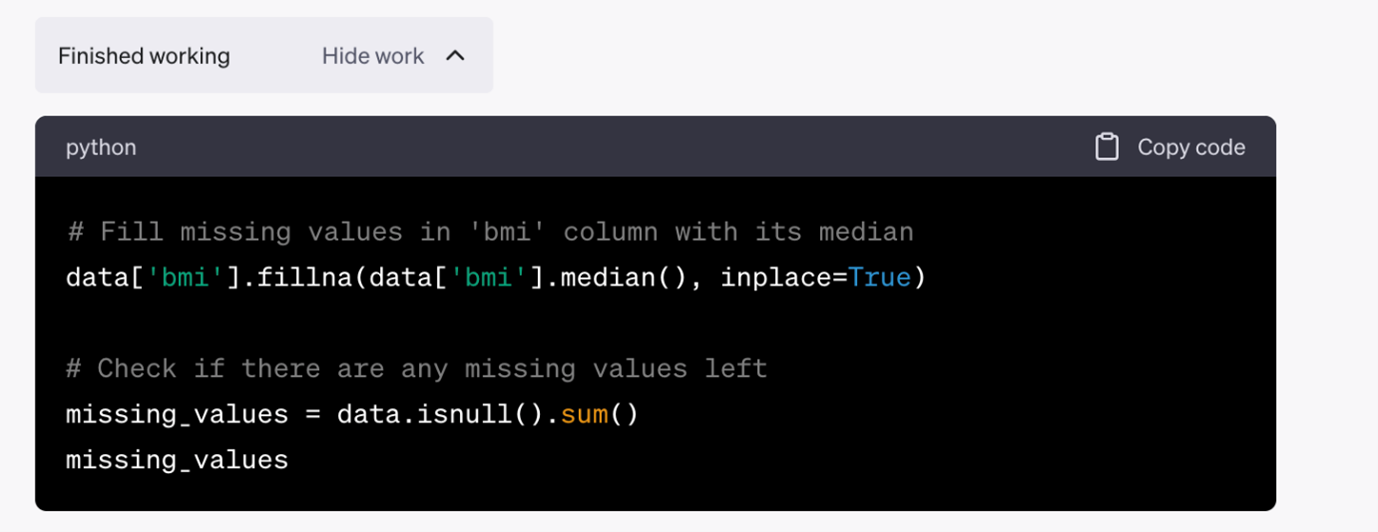 Finished working Hide work
python Copy code
# Fill missing values in 'bmi' column with its median
data['bmi'].fillna(data['bmi'].median(), inplace=True)
# Check if there are any missing values left
missing_values = data.isnull().sum()
missing_values